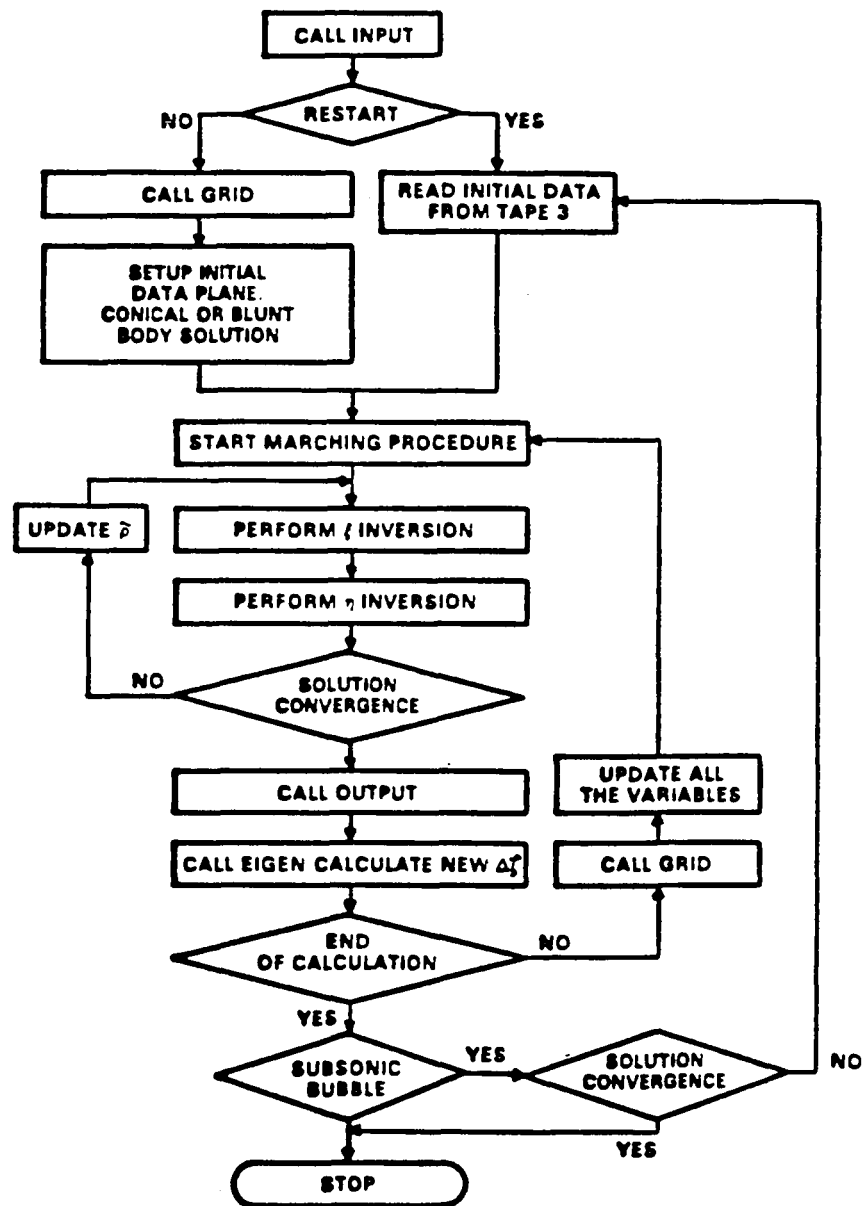 CALL INPUT
RESTART
NO
YES
CALL GRID
READ INITIAL DATA
FROM TAPE 3
SETUP INITIAL
DATA PLANE.
CONICAL OR BLUNT
BODY SOLUTION
START MARCHING PROCEDURE
UPDATE ρ̃
PERFORM ξ INVERSION
PERFORM η INVERSION
NO
SOLUTION
CONVERGENCE
CALL OUTPUT
UPDATE ALL
THE VARIABLES
CALL EIGEN CALCULATE NEW Δζ
CALL GRID
END
OF CALCULATION
NO
YES
SUBSONIC
BUBBLE
YES
SOLUTION
CONVERGENCE
NO
YES
STOP